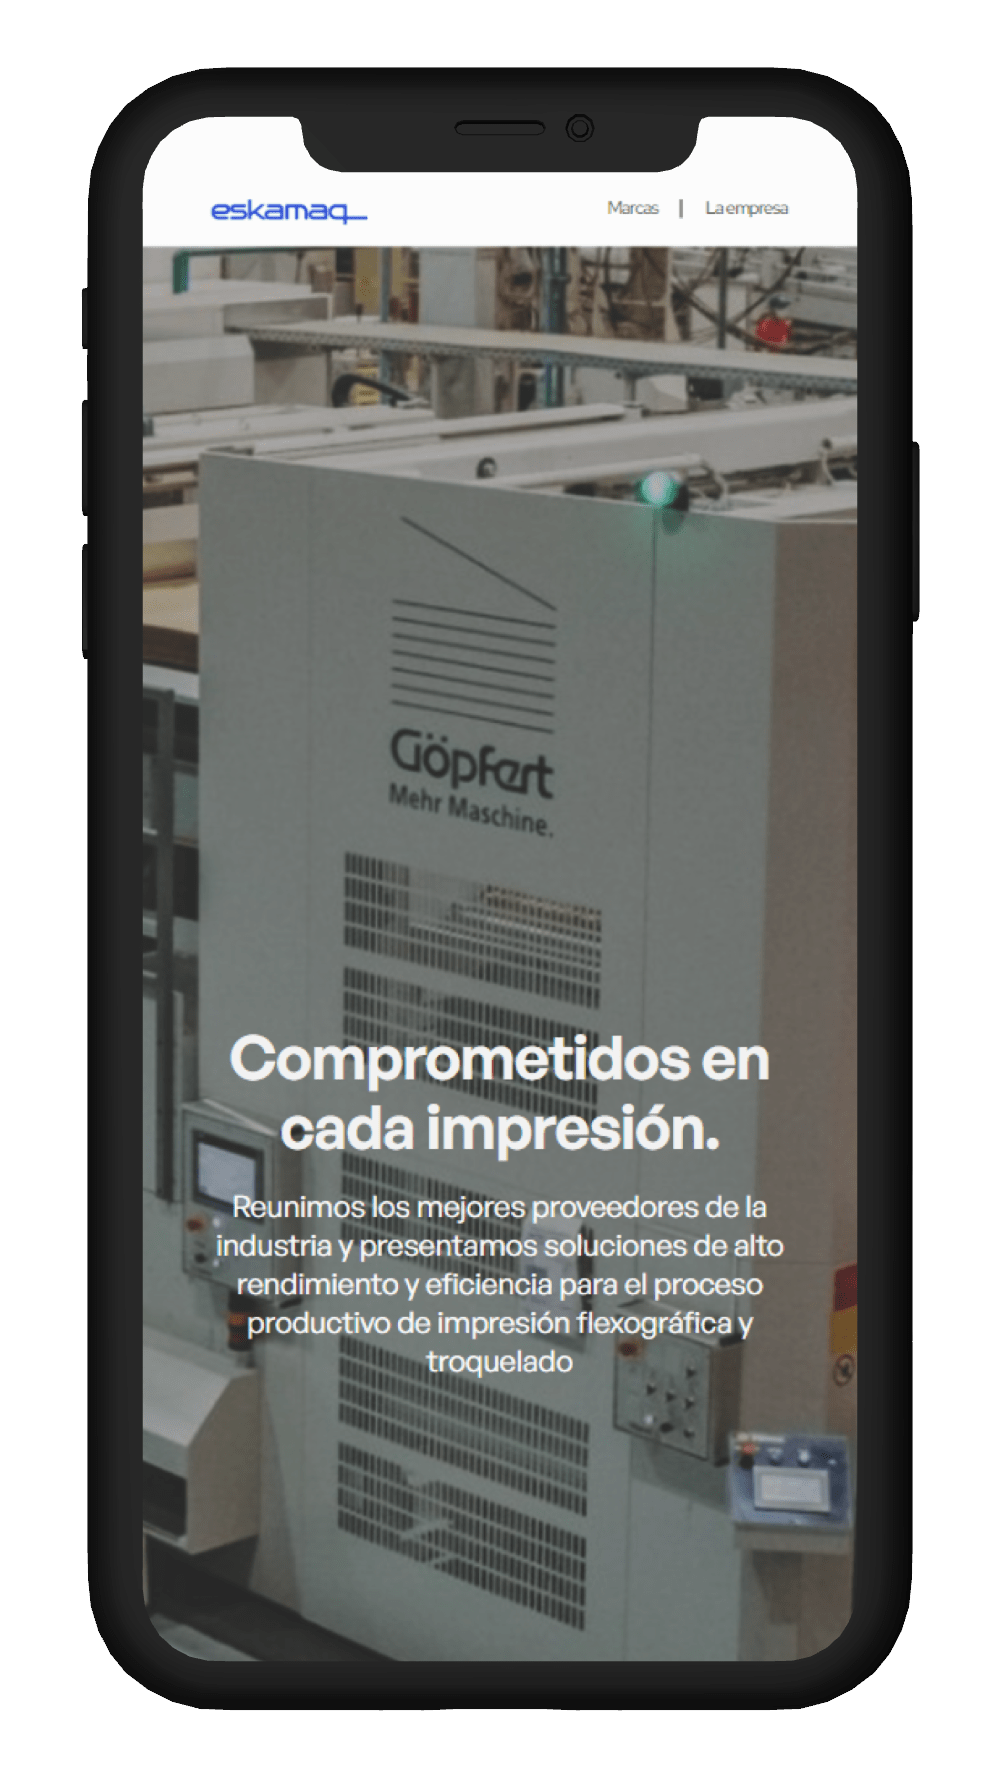 eskamaq_
Marcas | La empresa
Göpfert
Mehr Maschine.
Comprometidos en
cada impresión.
Reunimos los mejores proveedores de la
industria y presentamos soluciones de alto
rendimiento y eficiencia para el proceso
productivo de impresión flexográfica y
troquelado